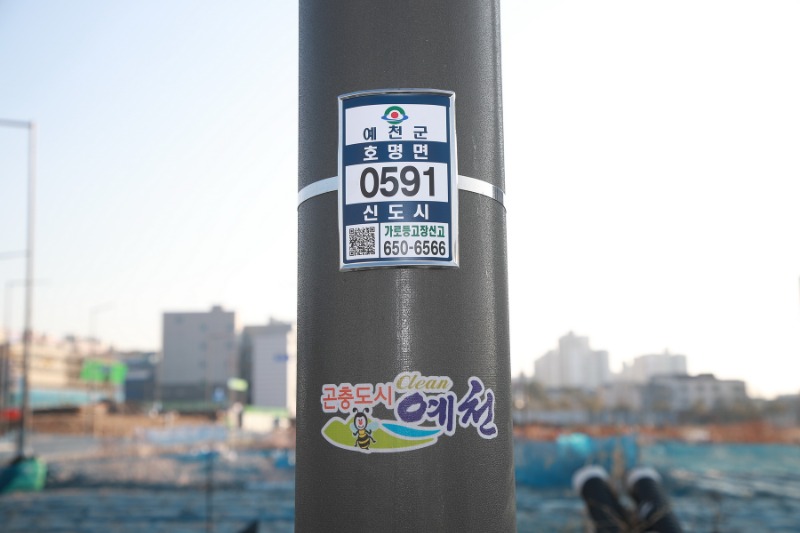 예천군
호명면
0591
신도시
가로등고장신고
650-6566
Clean
곤충도시 예천